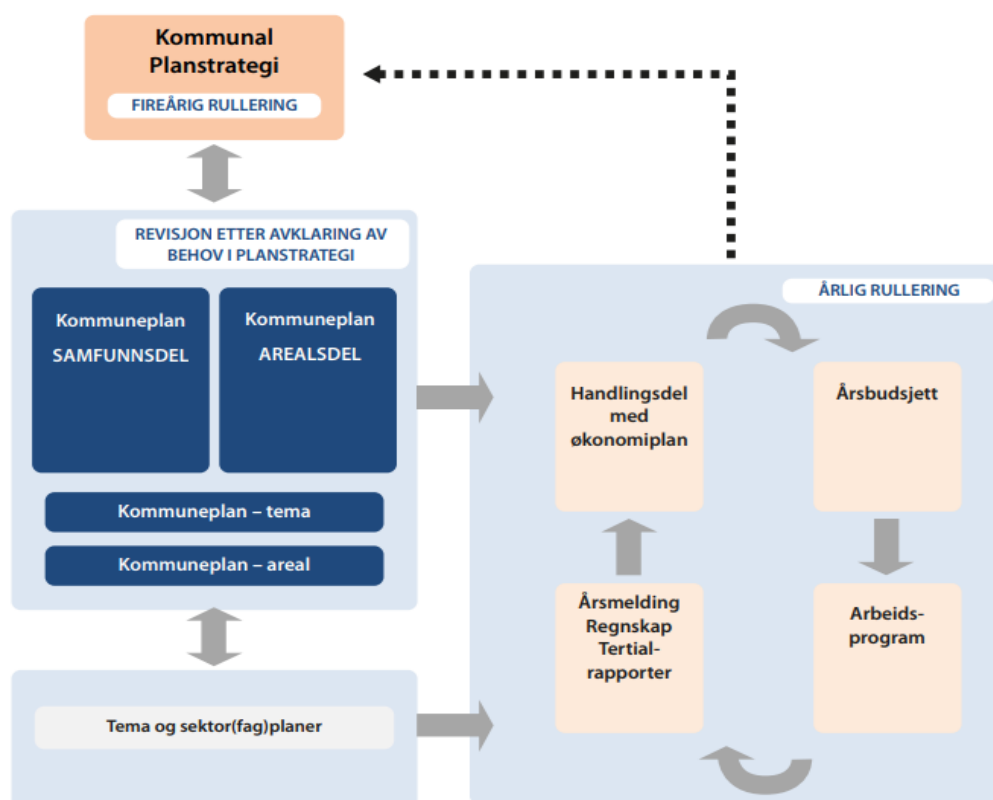 Kommunal
Planstrategi
FIREÅRIG RULLERING
REVISJON ETTER AVKLARING AV
BEHOV I PLANSTRATEGI
Kommuneplan
SAMFUNNSDEL
Kommuneplan
AREALSDEL
Kommuneplan – tema
Kommuneplan – areal
Tema og sektor(fag)planer
ÅRLIG RULLERING
Handlingsdel
med
økonomiplan
Årsbudsjett
Årsmelding
Regnskap
Tertial-
rapporter
Arbeids-
program